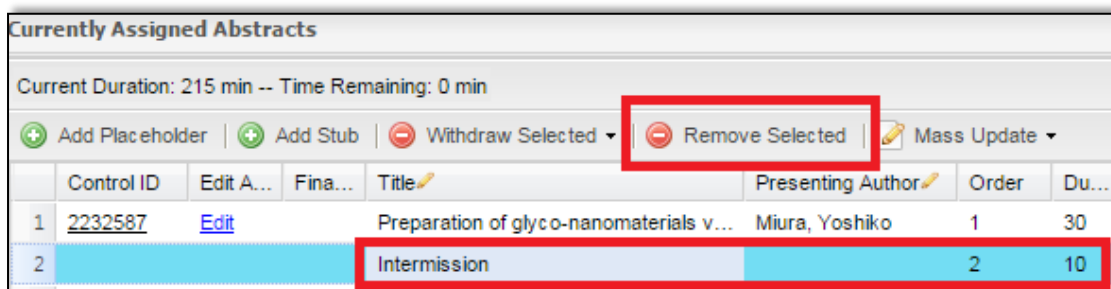 Currently Assigned Abstracts
Current Duration: 215 min -- Time Remaining: 0 min
Add Placeholder | Add Stub | Withdraw Selected | Remove Selected | Mass Update
Control ID Edit A... Fina... Title Presenting Author Order Du...
1 2232587 Edit Preparation of glyco-nanomaterials v... Miura, Yoshiko 1 30
2 Intermission 2 10